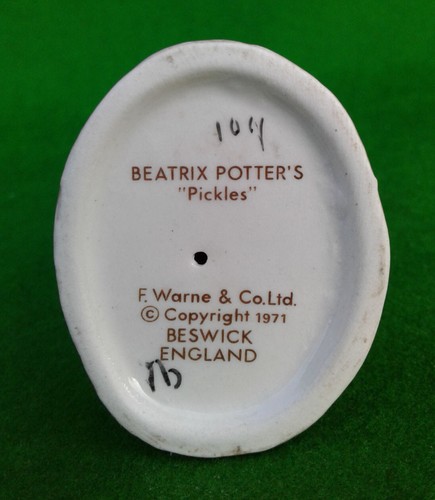 104
BEATRIX POTTER'S
"Pickles"
F. Warne & Co. Ltd.
© Copyright 1971
BESWICK
ENGLAND